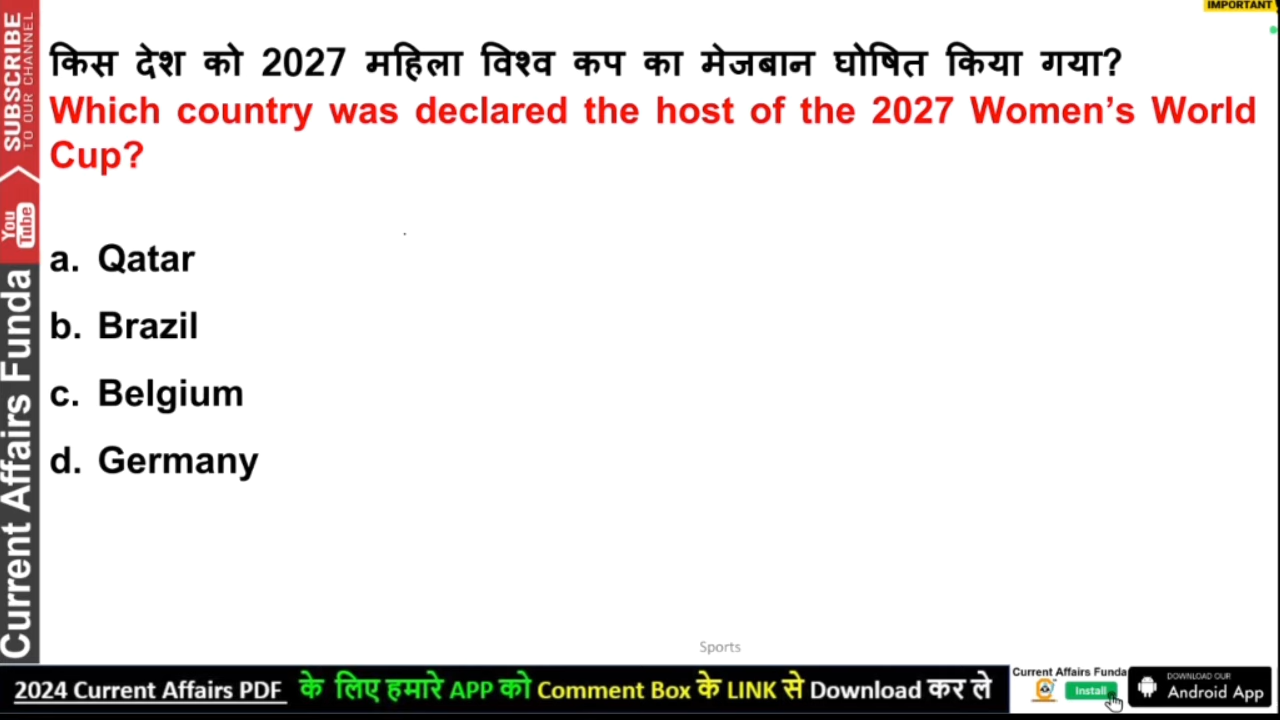 IMPORTANT
SUBSCRIBE
TO OUR CHANNEL
You
Tube
Current Affairs Funda
किस देश को 2027 महिला विश्व कप का मेजबान घोषित किया गया?
Which country was declared the host of the 2027 Women’s World
Cup?
a. Qatar
b. Brazil
c. Belgium
d. Germany
Sports
2024 Current Affairs PDF के लिए हमारे APP को Comment Box के LINK से Download कर ले
Current Affairs Funda
Install
DOWNLOAD OUR
Android App